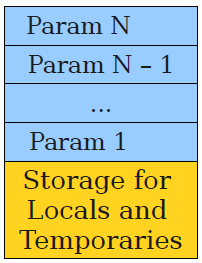 Param N
Param N – 1
...
Param 1
Storage for
Locals and
Temporaries